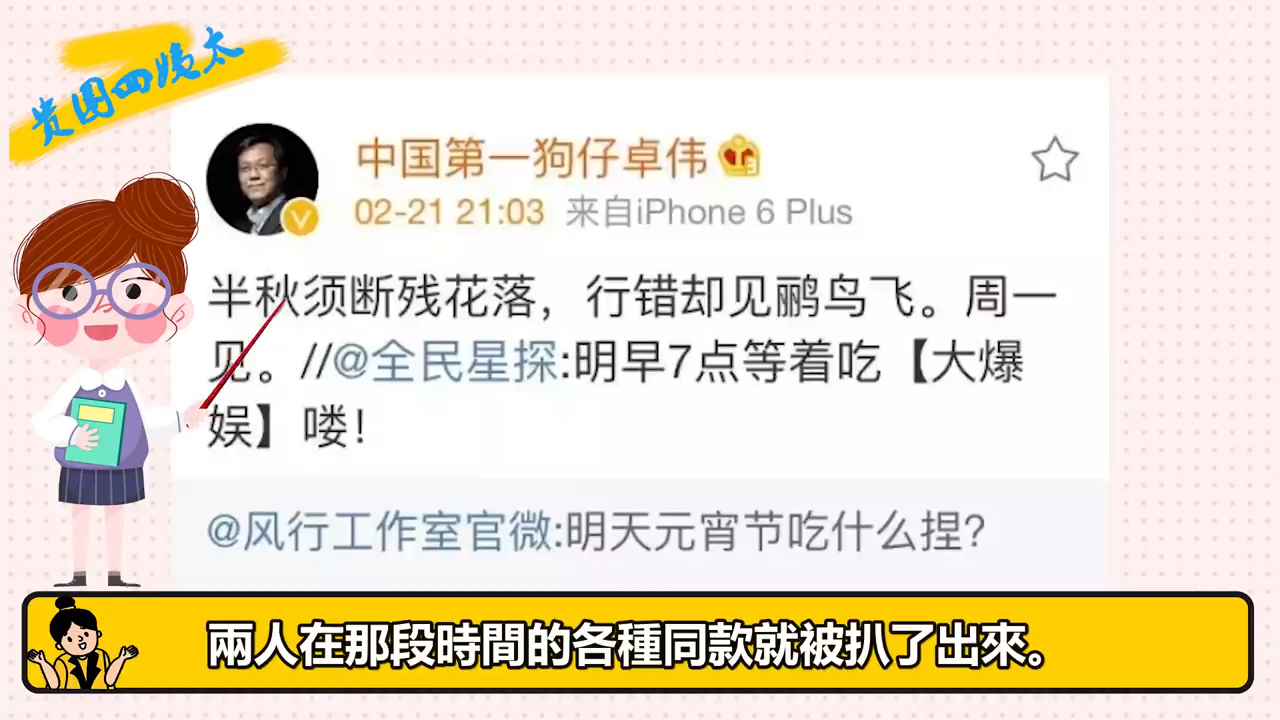 贵圈四姨太
中国第一狗仔卓伟
02-21 21:03 来自iPhone 6 Plus
半秋须断残花落，行错却见鹂鸟飞。周一
见。//@全民星探:明早7点等着吃【大爆
娱】喽！
@风行工作室官微:明天元宵节吃什么捏？
兩人在那段時間的各種同款就被扒了出來。